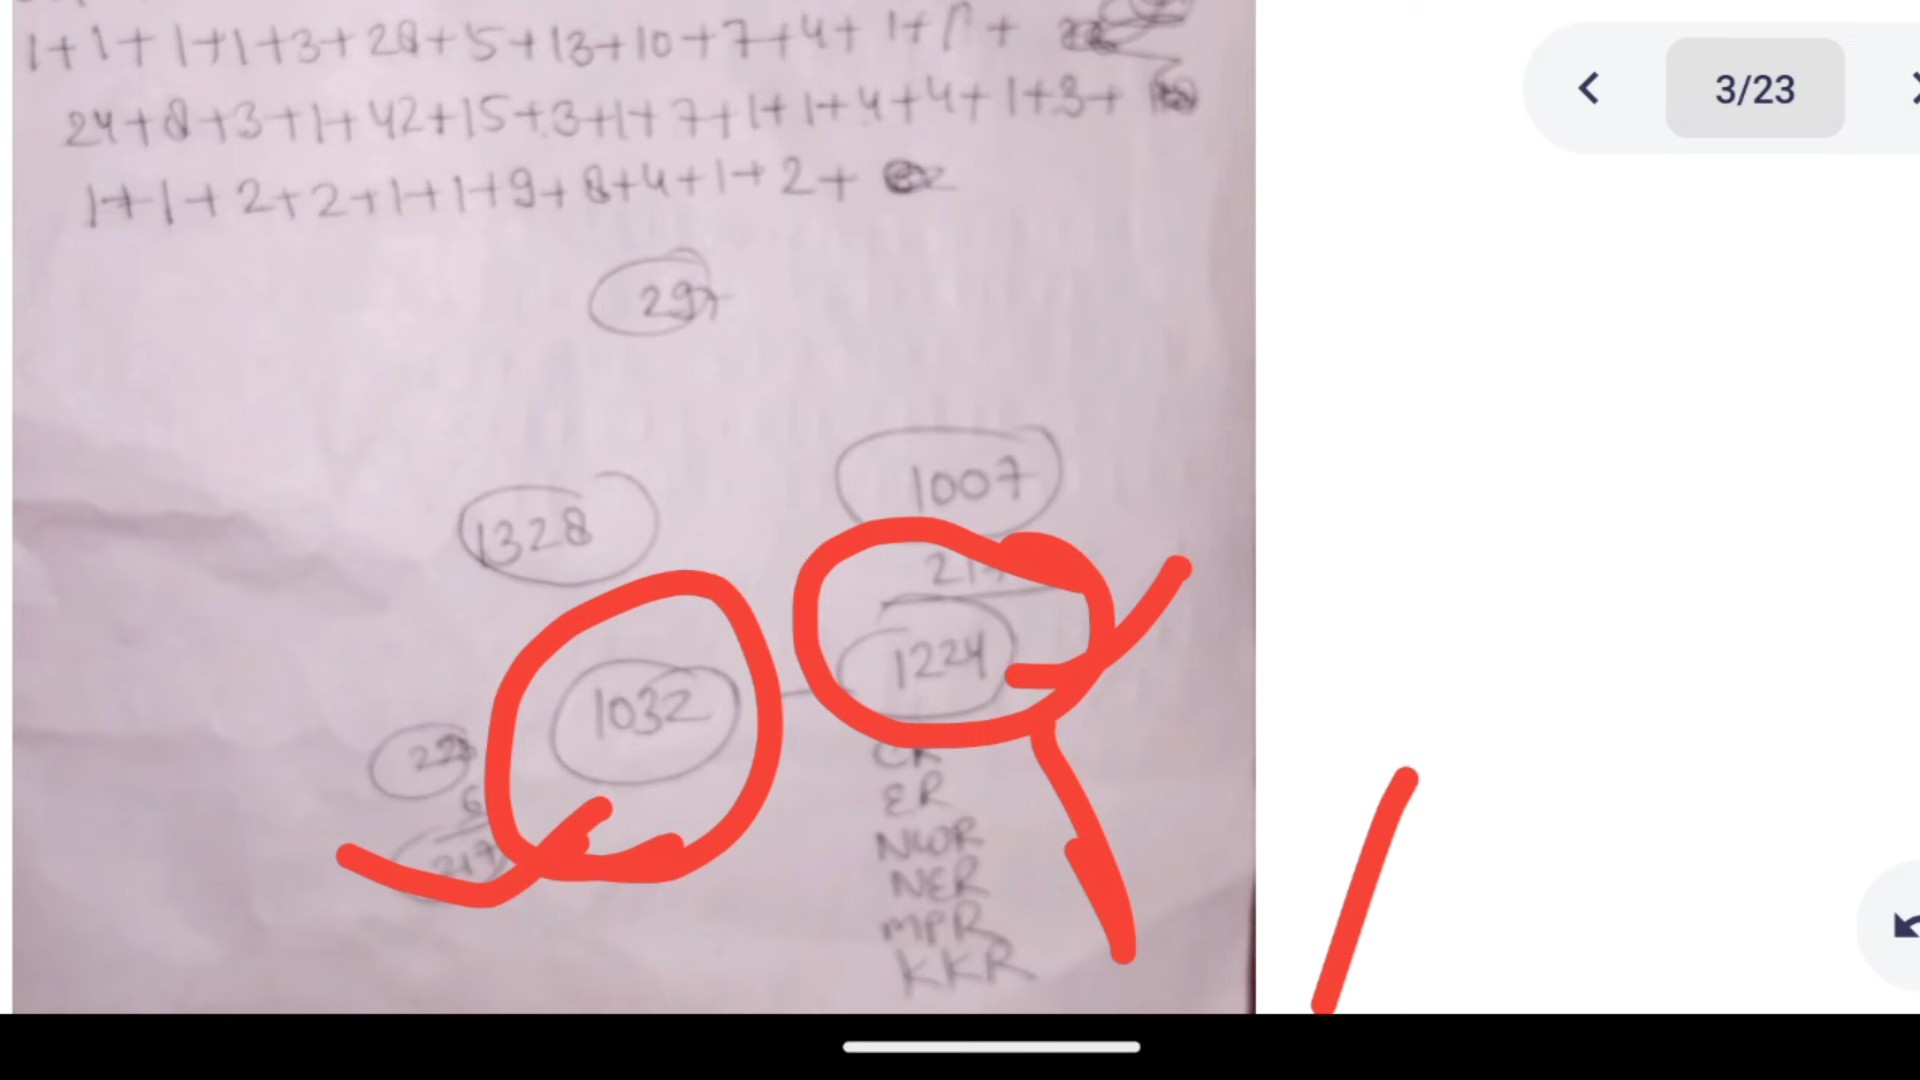 1+1+1+1+3+28+5+13+10+7+4+1+
24+8+3+1+42+15+3+1+7+1+1+4+4+1+3+
1+1+2+2+1+1+9+8+4+1+2+
297
1007
1328
1224
1032
217
CR
ER
NWR
NER
MPR
KKR
3/23